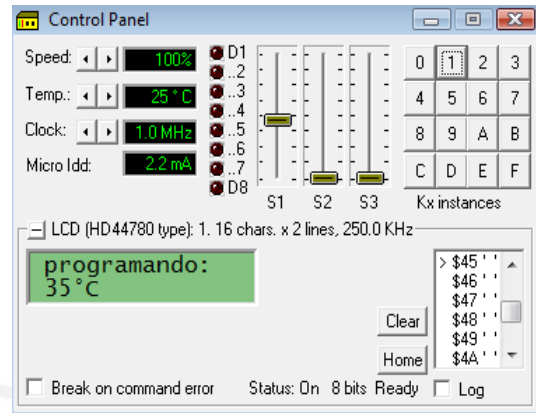 Control Panel
Speed: 100%
Temp.: 25 ° C
Clock: 1.0 MHz
Micro Idd: 2.2 mA
D1
..2
..3
..4
..5
..6
..7
D8
S1 S2 S3
0 1 2 3
4 5 6 7
8 9 A B
C D E F
Kx instances
LCD (HD44780 type): 1. 16 chars. x 2 lines, 250.0 KHz
programando:
35°C
> $45 ' '
$46 ' '
$47 ' '
$48 ' '
$49 ' '
$4A ' '
Clear
Home
Break on command error
Status: On 8 bits Ready
Log